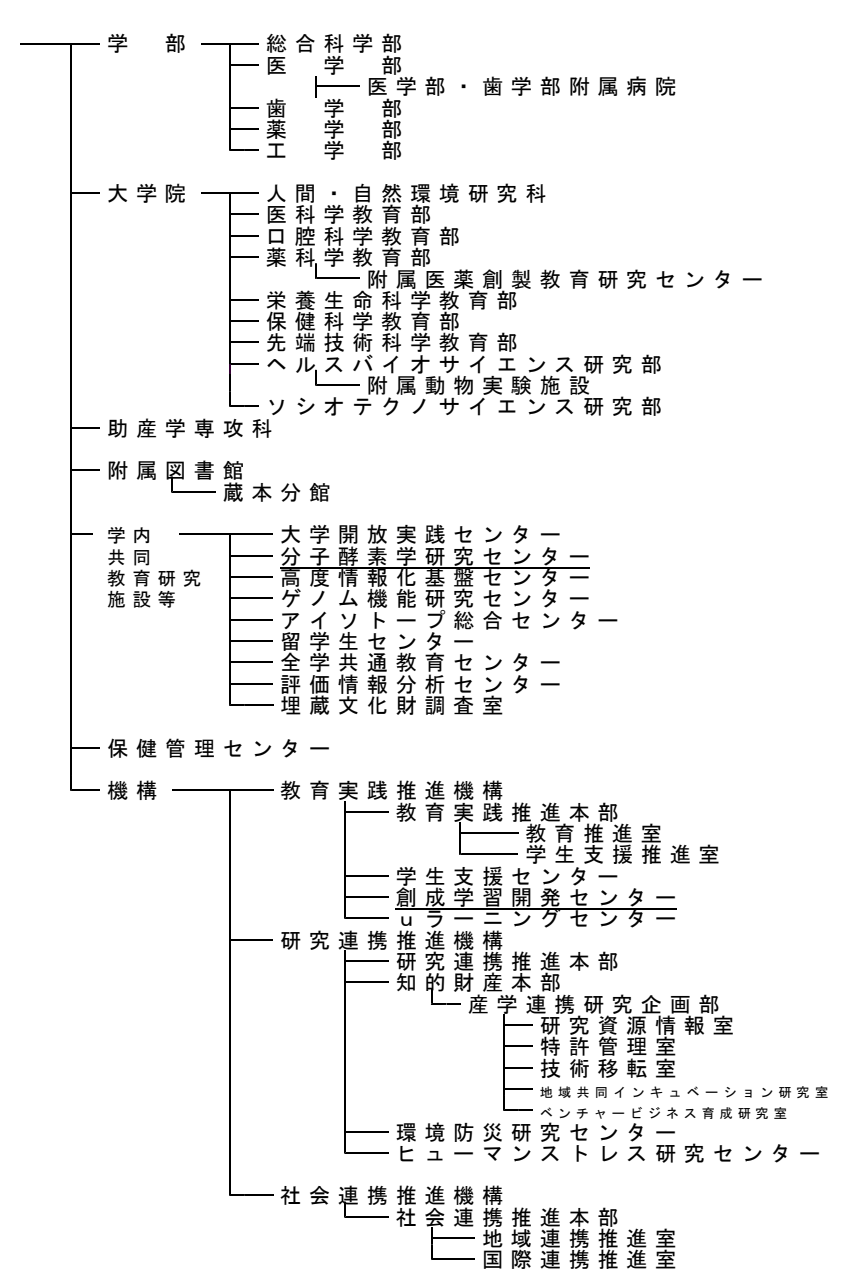 学部 総合科学部
医学部
医学部・歯学部附属病院
歯学部
薬学部
工学部
大学院 人間・自然環境研究科
医科学教育部
口腔科学教育部
薬科学教育部
附属医薬創製教育研究センター
栄養生命科学教育部
保健科学教育部
先端技術科学教育部
ヘルスバイオサイエンス研究部
附属動物実験施設
ソシオテクノサイエンス研究部
助産学専攻科
附属図書館
蔵本分館
学内 大学開放実践センター
共同 分子酵素学研究センター
教育研究 高度情報化基盤センター
施設等 ゲノム機能研究センター
アイソトープ総合センター
留学生センター
全学共通教育センター
評価情報分析センター
埋蔵文化財調査室
保健管理センター
機構 教育実践推進機構
教育実践推進本部
教育推進室
学生支援推進室
学生支援センター
創成学習開発センター
uラーニングセンター
研究連携推進機構
研究連携推進本部
知的財産本部
産学連携研究企画部
研究資源情報室
特許管理室
技術移転室
地域共同インキュベーション研究室
ベンチャービジネス育成研究室
環境防災研究センター
ヒューマンストレス研究センター
社会連携推進機構
社会連携推進本部
地域連携推進室
国際連携推進室